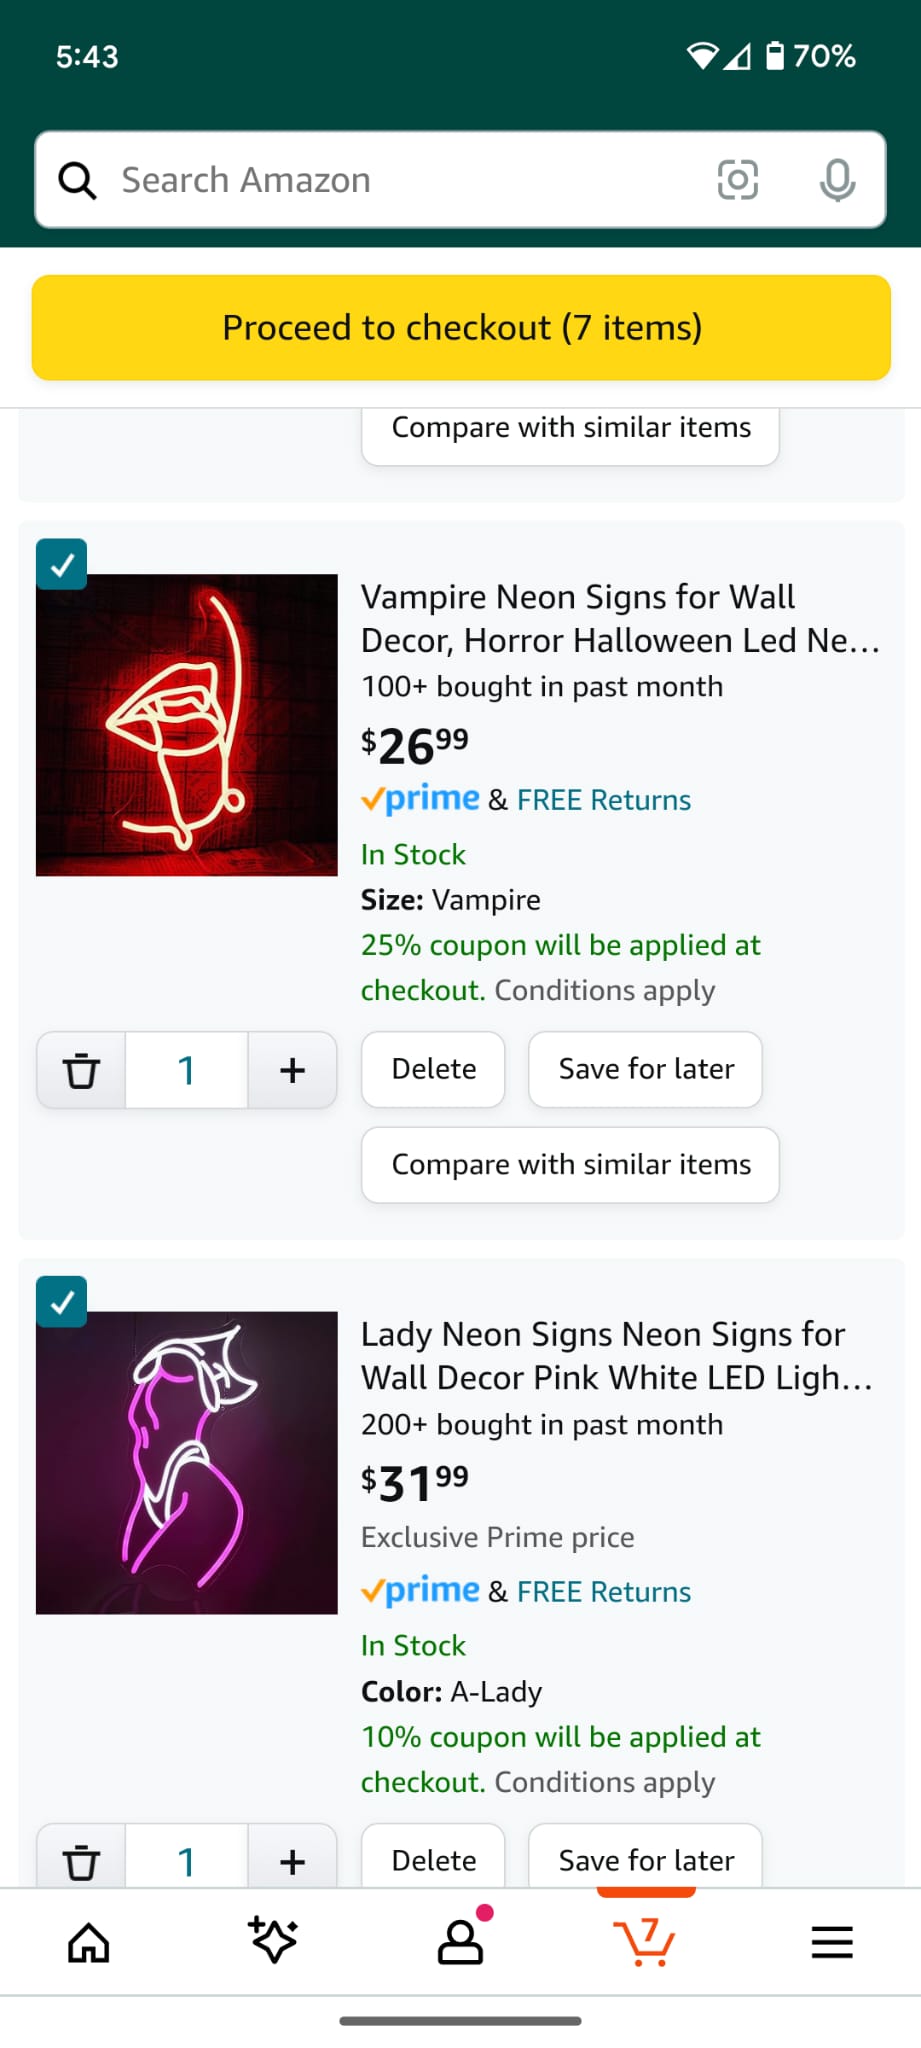 5:43
70%
Search Amazon
Proceed to checkout (7 items)
Compare with similar items
Vampire Neon Signs for Wall
Decor, Horror Halloween Led Ne...
100+ bought in past month
$26.99
prime & FREE Returns
In Stock
Size: Vampire
25% coupon will be applied at
checkout. Conditions apply
1 + Delete Save for later
Compare with similar items
Lady Neon Signs Neon Signs for
Wall Decor Pink White LED Ligh...
200+ bought in past month
$31.99
Exclusive Prime price
prime & FREE Returns
In Stock
Color: A-Lady
10% coupon will be applied at
checkout. Conditions apply
1 + Delete Save for later
7